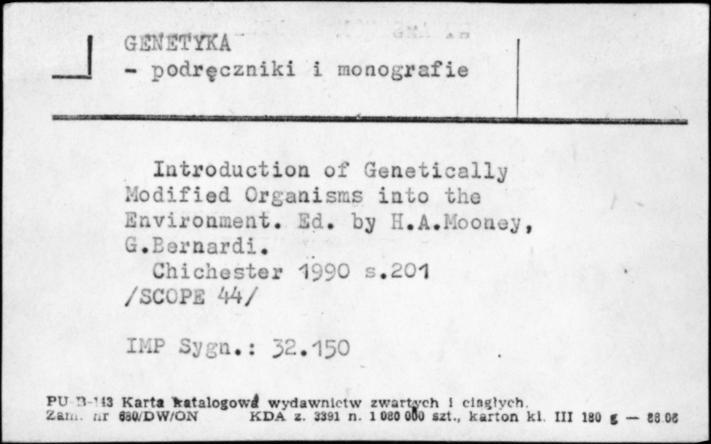 GENETYKA
- podręczniki i monografie
Introduction of Genetically
Modified Organisms into the
Environment. Ed. by H.A.Mooney,
G.Bernardi.
Chichester 1990 s.201
/SCOPE 44/
IMP Sygn.: 32.150
PU-B-143 Karta katalogowa wydawnictw zwartych i ciągłych.
Zam. nr 680/DW/ON KDA z. 3391 n. 1 080 000 szt., karton kl. III 180 g — 86.06